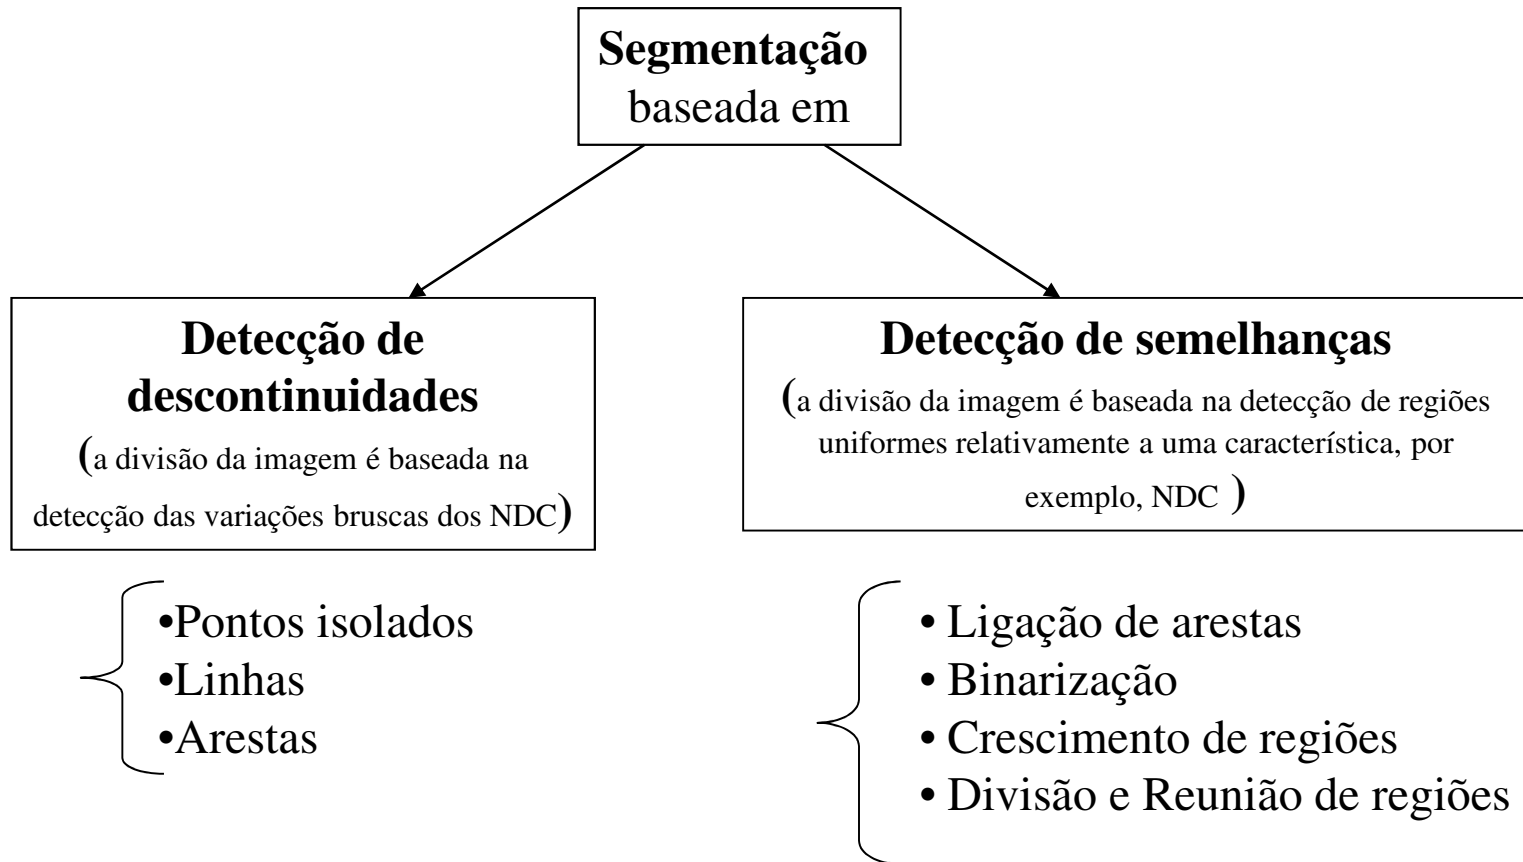 Segmentação
baseada em
Detecção de
descontinuidades
(a divisão da imagem é baseada na
detecção das variações bruscas dos NDC)
Detecção de semelhanças
(a divisão da imagem é baseada na detecção de regiões
uniformes relativamente a uma característica, por
exemplo, NDC )
•Pontos isolados
•Linhas
•Arestas
• Ligação de arestas
• Binarização
• Crescimento de regiões
• Divisão e Reunião de regiões